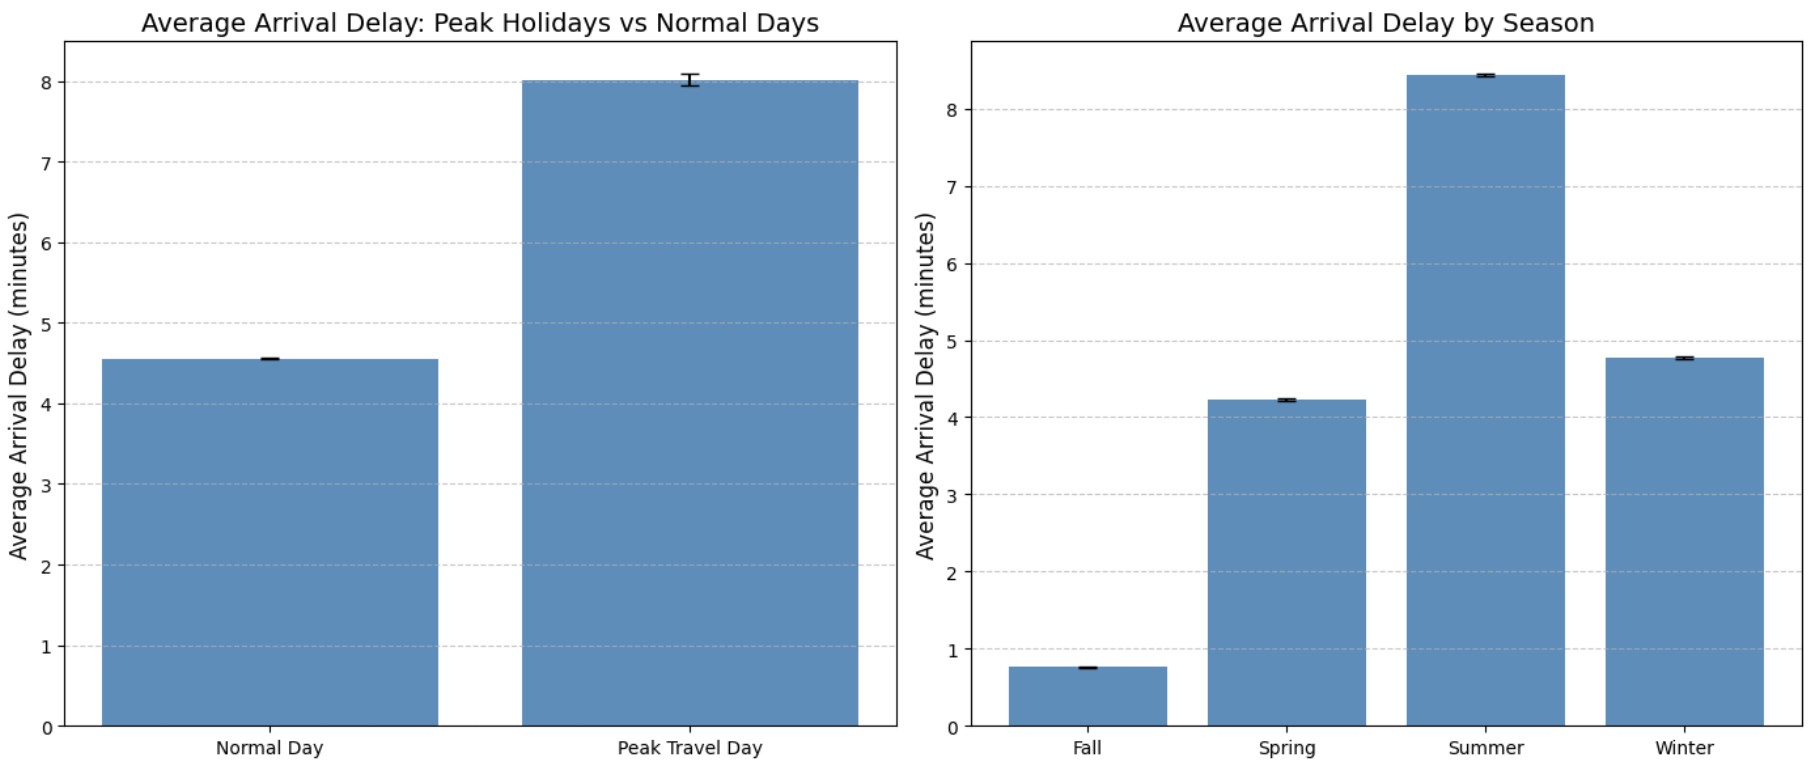 Average Arrival Delay: Peak Holidays vs Normal Days
Average Arrival Delay (minutes)
8
7
6
5
4
3
2
1
0
Normal Day
Peak Travel Day
Average Arrival Delay by Season
Average Arrival Delay (minutes)
8
7
6
5
4
3
2
1
0
Fall
Spring
Summer
Winter